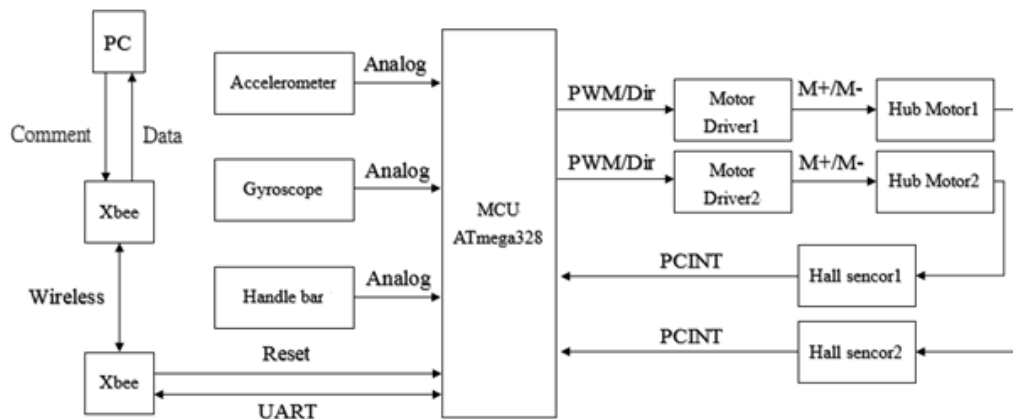 PC
Comment
Data
Xbee
Wireless
Xbee
Reset
UART
Accelerometer
Analog
Gyroscope
Analog
Handle bar
Analog
MCU
ATmega328
PWM/Dir
Motor
Driver1
M+/M-
Hub Motor1
PWM/Dir
Motor
Driver2
M+/M-
Hub Motor2
PCINT
Hall sencor1
PCINT
Hall sencor2